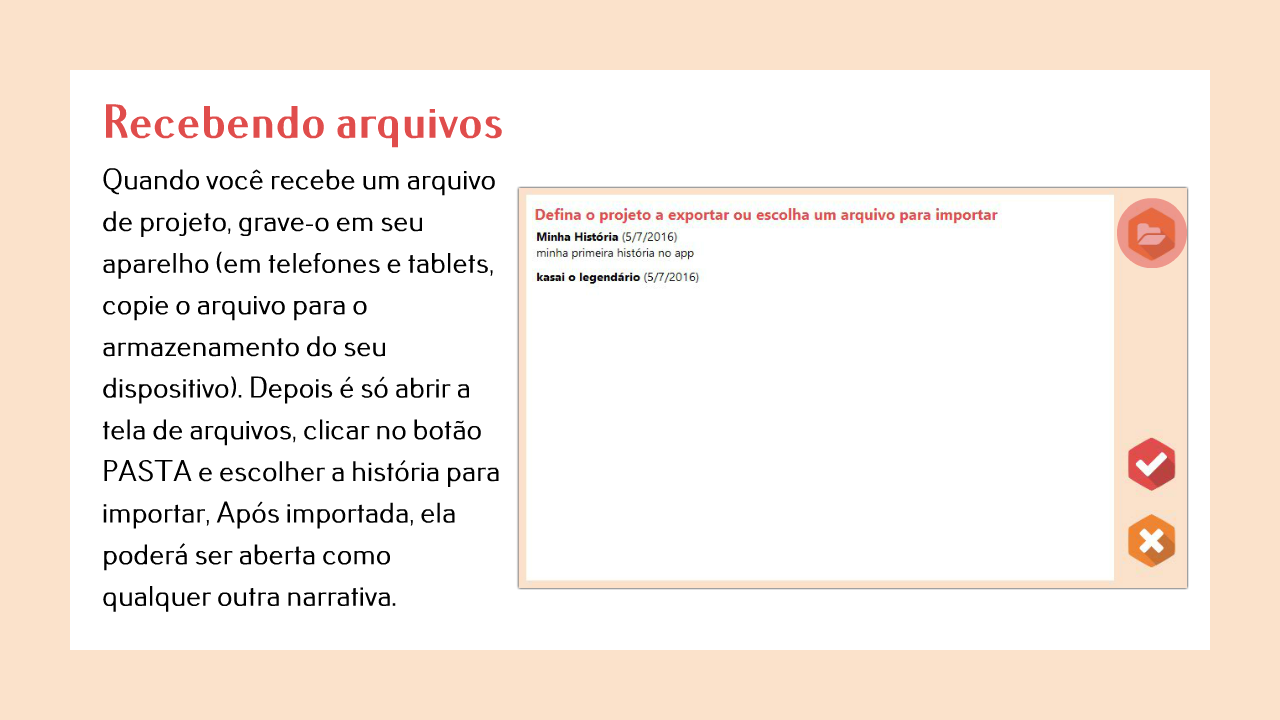 Recebendo arquivos
Quando você recebe um arquivo
de projeto, grave-o em seu
aparelho (em telefones e tablets,
copie o arquivo para o
armazenamento do seu
dispositivo). Depois é só abrir a
tela de arquivos, clicar no botão
PASTA e escolher a história para
importar, Após importada, ela
poderá ser aberta como
qualquer outra narrativa.
Defina o projeto a exportar ou escolha um arquivo para importar
Minha História (5/7/2016)
minha primeira história no app
kasai o legendário (5/7/2016)